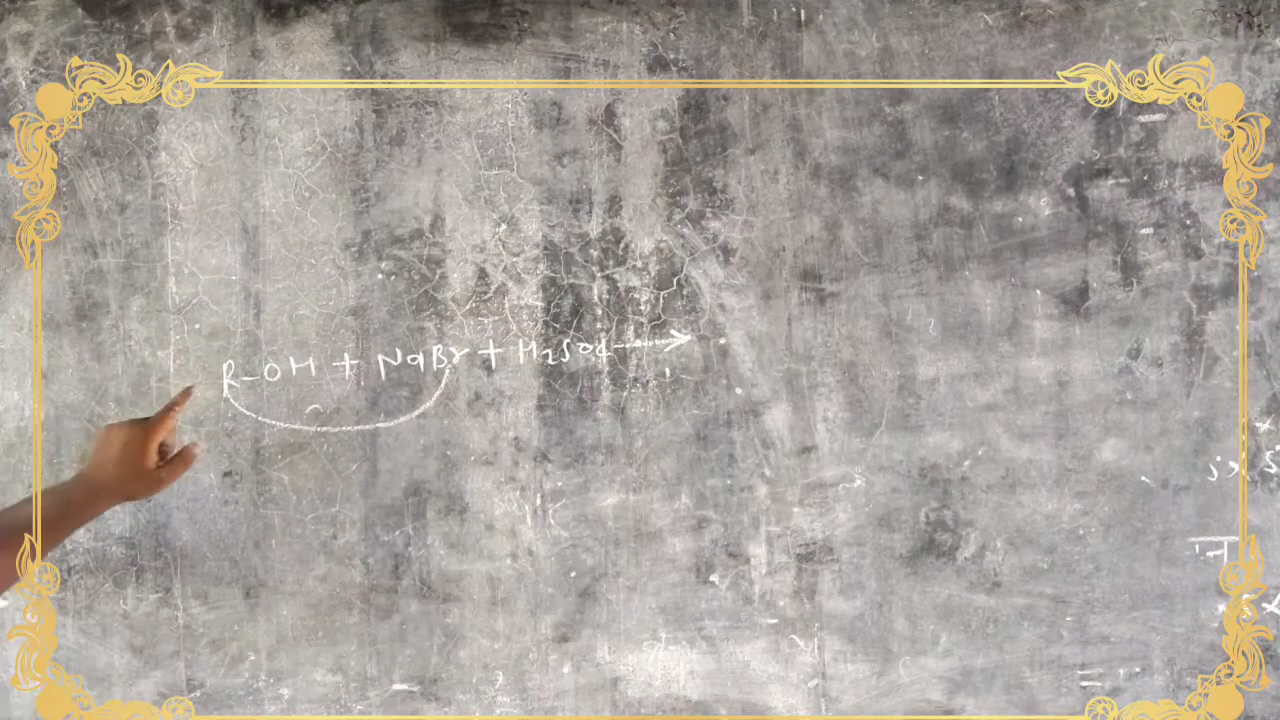 R-OH + NaBr + H2SO4 →